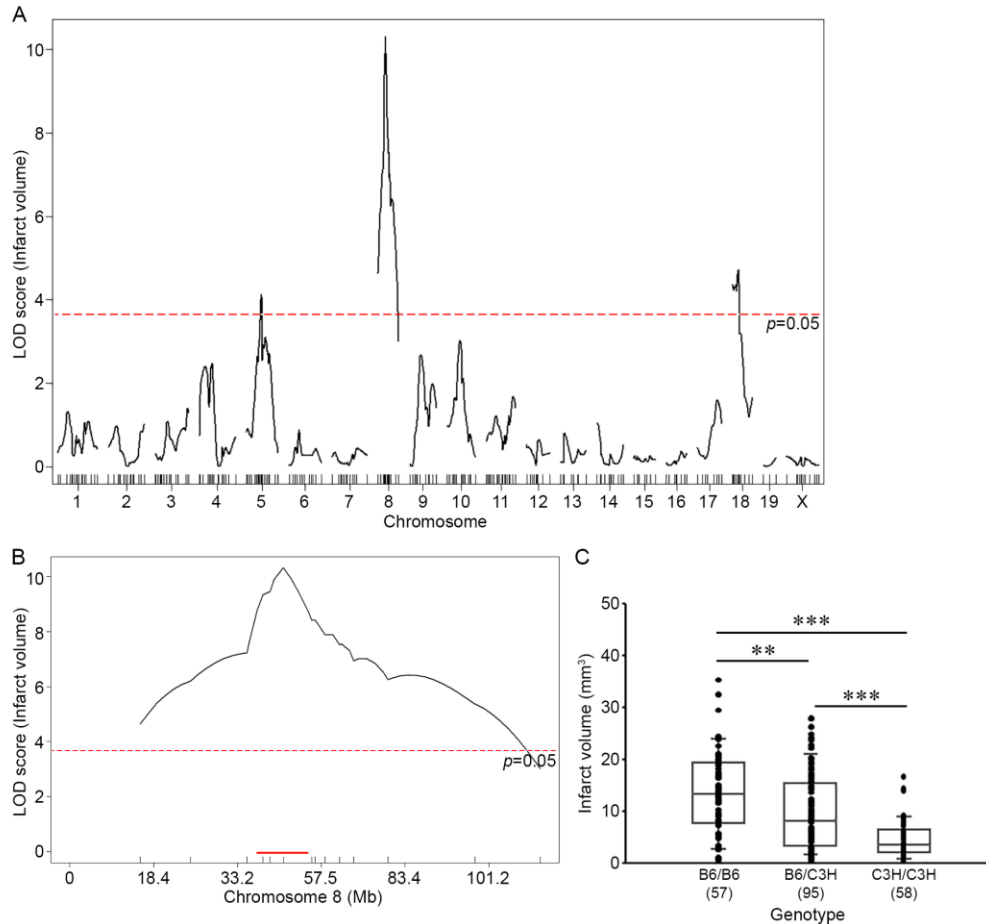 A
LOD score (Infarct volume)
10
8
6
4
2
0
p=0.05
1 2 3 4 5 6 7 8 9 10 11 12 13 14 15 16 17 18 19 X
Chromosome
B
LOD score (Infarct volume)
10
8
6
4
2
0
p=0.05
0 18.4 33.2 57.5 83.4 101.2
Chromosome 8 (Mb)
C
Infarct volume (mm³)
50
40
30
20
10
0
***
**
***
B6/B6 B6/C3H C3H/C3H
(57) (95) (58)
Genotype